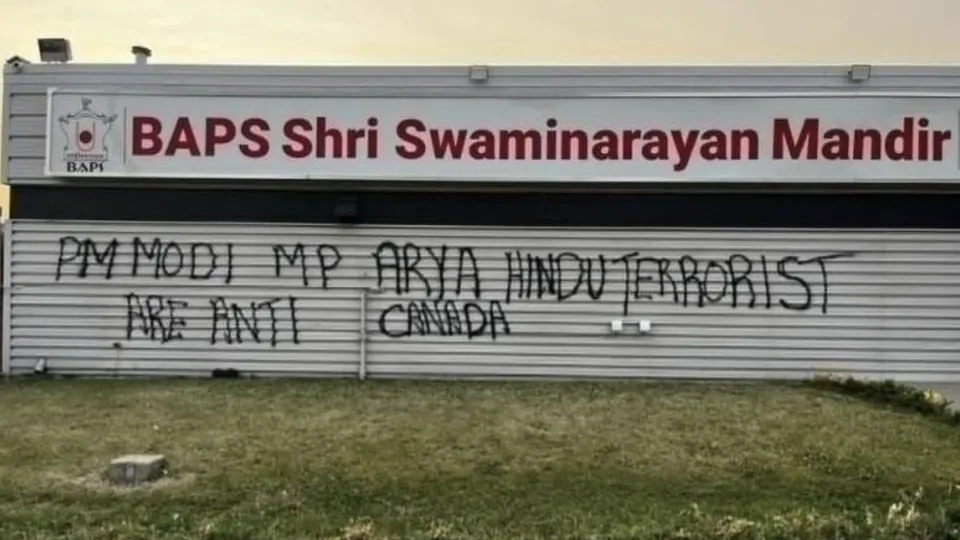 BAPS Shri Swaminarayan Mandir
BAPS
PM MODI MP ARYA HINDU TERRORIST
ARE ANTI CANADA